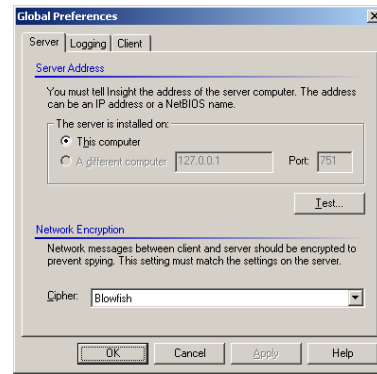 Global Preferences
Server Logging Client
Server Address
You must tell Insight the address of the server computer. The address
can be an IP address or a NetBIOS name.
The server is installed on:
This computer
A different computer 127.0.0.1 Port: 751
Test...
Network Encryption
Network messages between client and server should be encrypted to
prevent spying. This setting must match the settings on the server.
Cipher: Blowfish
OK Cancel Apply Help